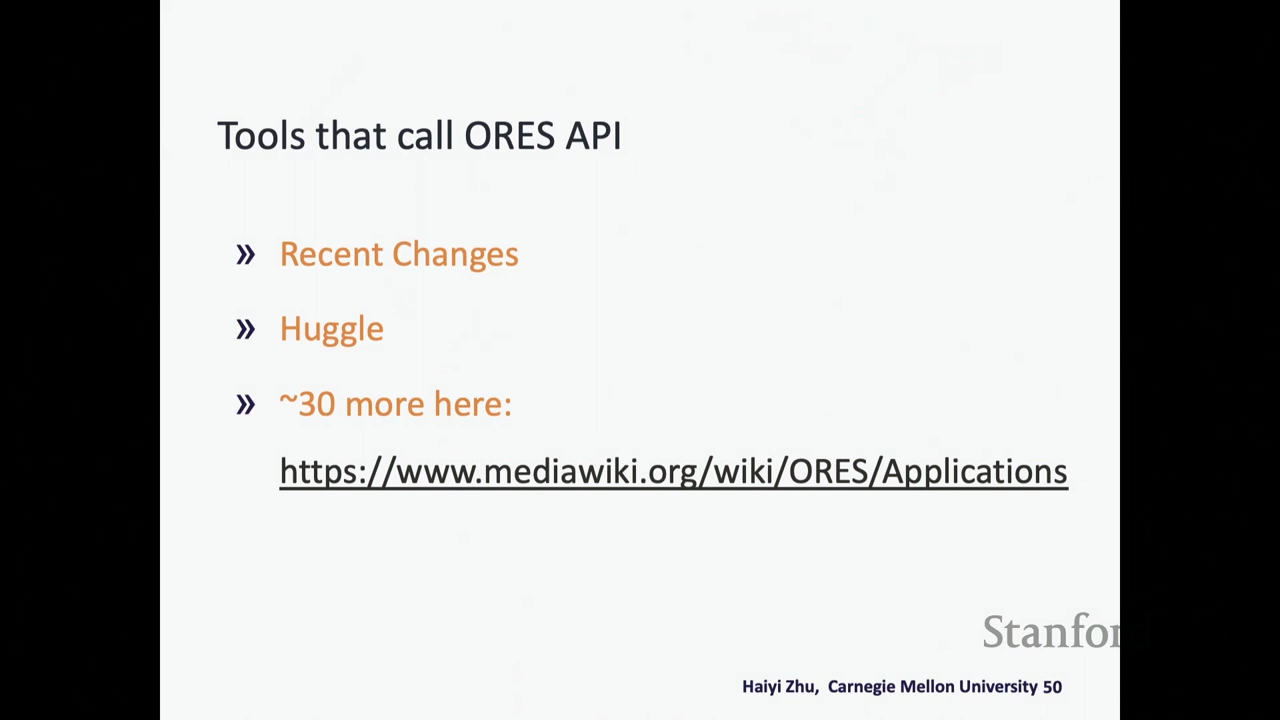 Tools that call ORES API
» Recent Changes
» Huggle
» ~30 more here:
https://www.mediawiki.org/wiki/ORES/Applications
Stanford
Haiyi Zhu, Carnegie Mellon University 50